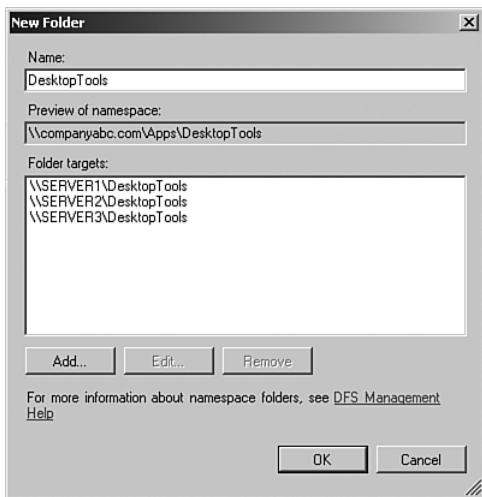 New Folder
Name:
DesktopTools
Preview of namespace:
\\companyabc.com\Apps\DesktopTools
Folder targets:
\\SERVER1\DesktopTools
\\SERVER2\DesktopTools
\\SERVER3\DesktopTools
Add... Edit... Remove
For more information about namespace folders, see DFS Management
Help
OK Cancel